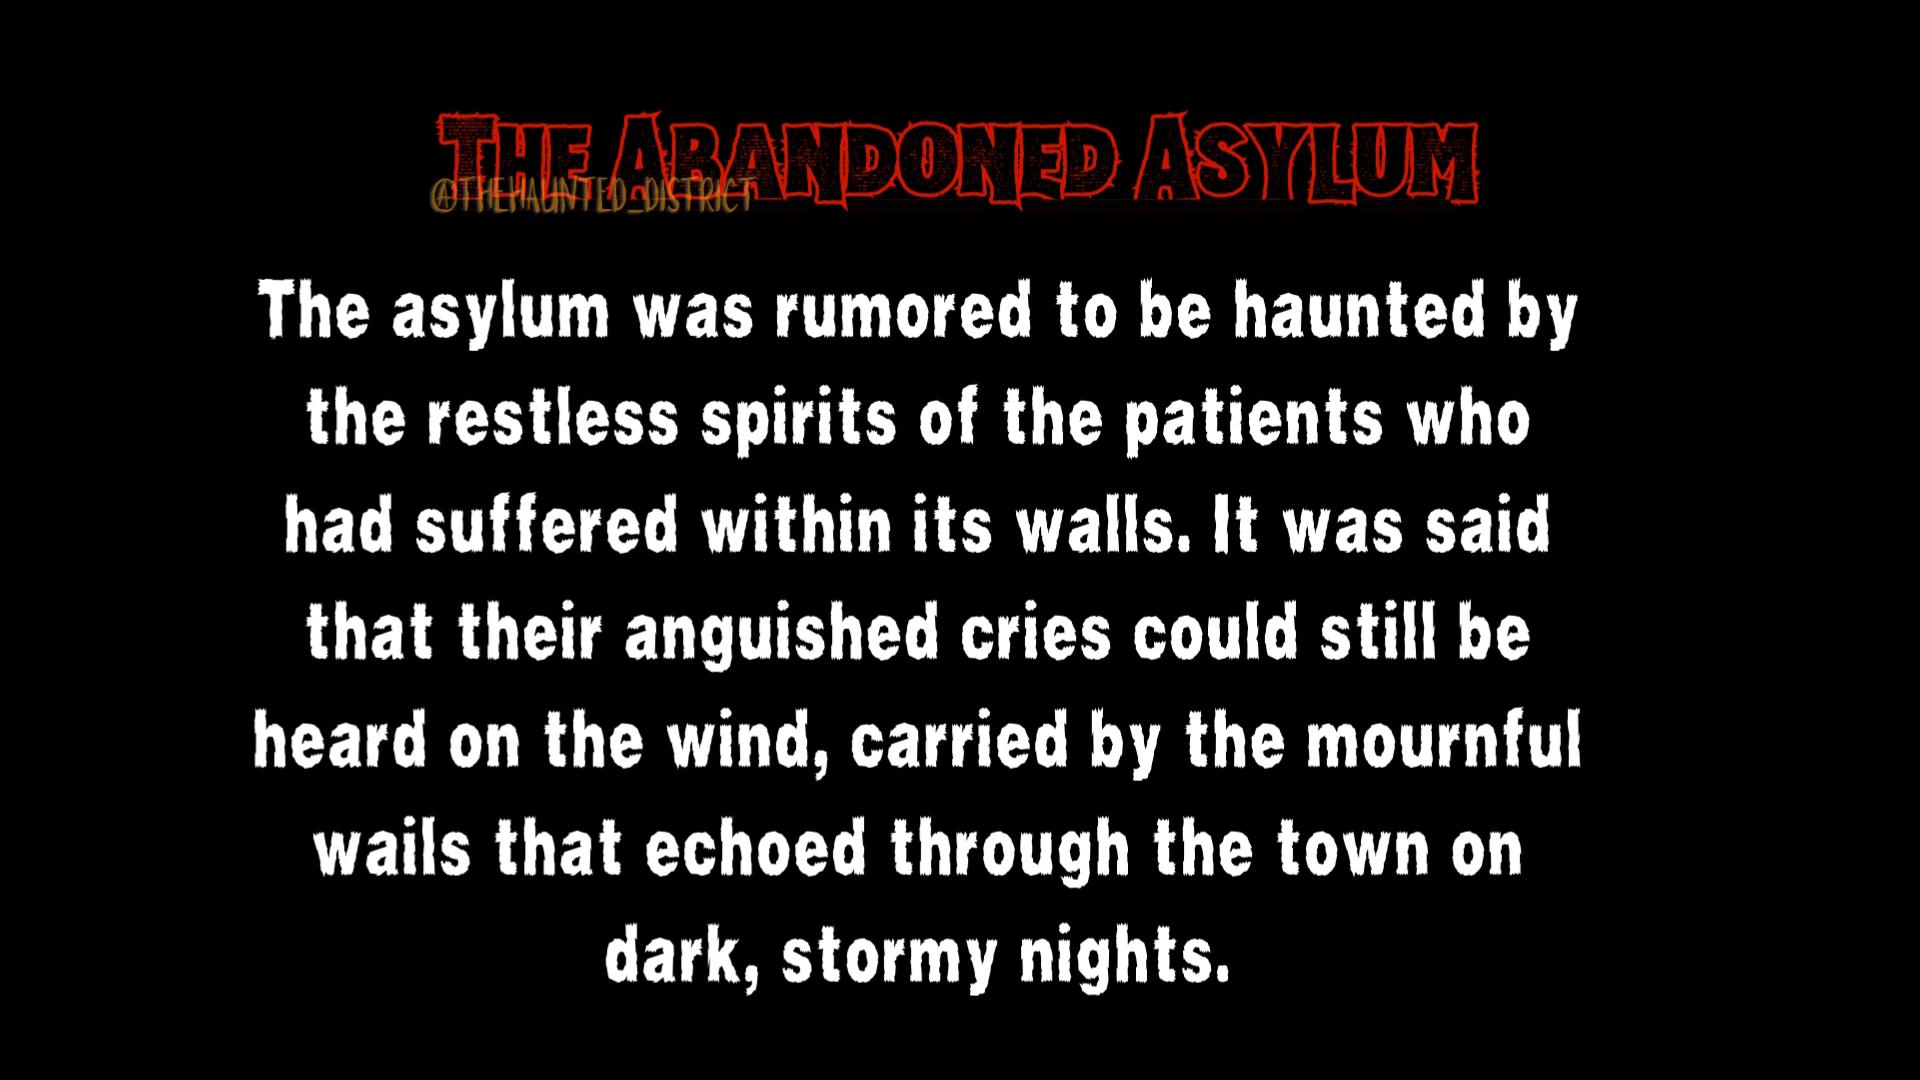 The Abandoned Asylum
@THEHAUNTED_DISTRICT
The asylum was rumored to be haunted by
the restless spirits of the patients who
had suffered within its walls. It was said
that their anguished cries could still be
heard on the wind, carried by the mournful
wails that echoed through the town on
dark, stormy nights.